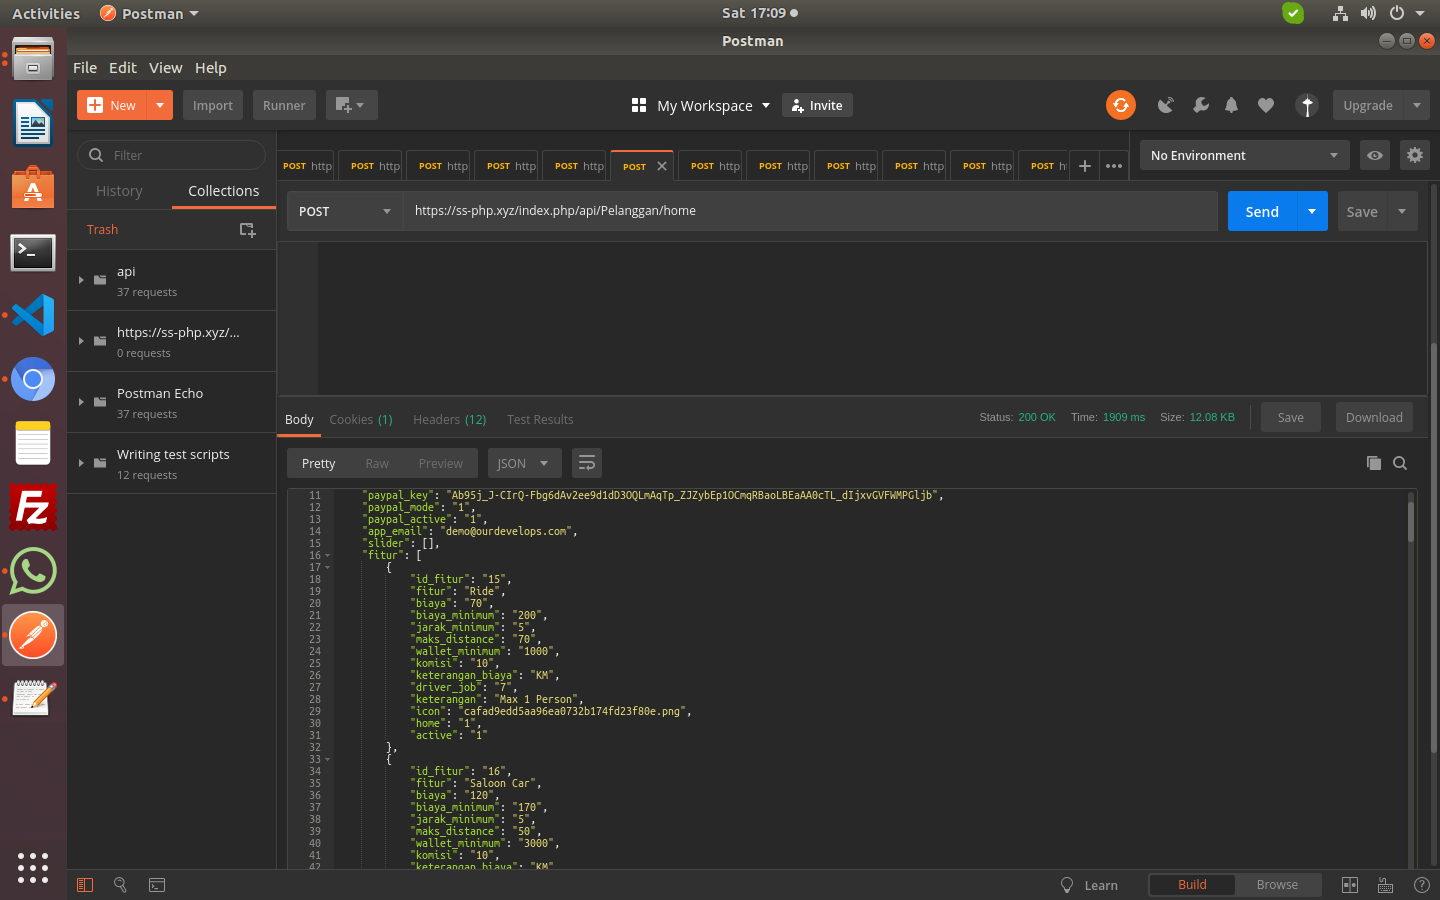 Activities
Postman
Sat 17:09
Postman
File Edit View Help
New
Import
Runner
My Workspace
Invite
Upgrade
Filter
History
Collections
Trash
api
37 requests
https://ss-php.xyz/...
0 requests
Postman Echo
37 requests
Writing test scripts
12 requests
POST http
POST http
POST http
POST http
POST http
POST
POST http
POST http
POST http
POST http
POST http
POST
No Environment
POST
https://ss-php.xyz/index.php/api/Pelanggan/home
Send
Save
Body Cookies (1) Headers (12) Test Results
Status: 200 OK Time: 1909 ms Size: 12.08 KB
Save
Download
Pretty Raw Preview
JSON
11 "paypal_key": "Ab95j_J-CIrQ-Fbg6dAv2ee9d1dD3OQLmAqTp_ZJZybEp1OCmqRBaoLBEaAA0cTL_dIjxvGVFWMPGljb",
12 "paypal_mode": "1",
13 "paypal_active": "1",
14 "app_email": "demo@ourdevelops.com",
15 "slider": [],
16 "fitur": [
17 {
18 "id_fitur": "15",
19 "fitur": "Ride",
20 "biaya": "70",
21 "biaya_minimum": "200",
22 "jarak_minimum": "5",
23 "maks_distance": "70",
24 "wallet_minimum": "1000",
25 "komisi": "10",
26 "keterangan_biaya": "KM",
27 "driver_job": "7",
28 "keterangan": "Max 1 Person",
29 "icon": "cafad9edd5aa96ea0732b174fd23f80e.png",
30 "home": "1",
31 "active": "1"
32 },
33 {
34 "id_fitur": "16",
35 "fitur": "Saloon Car",
36 "biaya": "120",
37 "biaya_minimum": "170",
38 "jarak_minimum": "5",
39 "maks_distance": "50",
40 "wallet_minimum": "3000",
41 "komisi": "10",
42 "keterangan_biaya": "KM"
Learn
Build
Browse